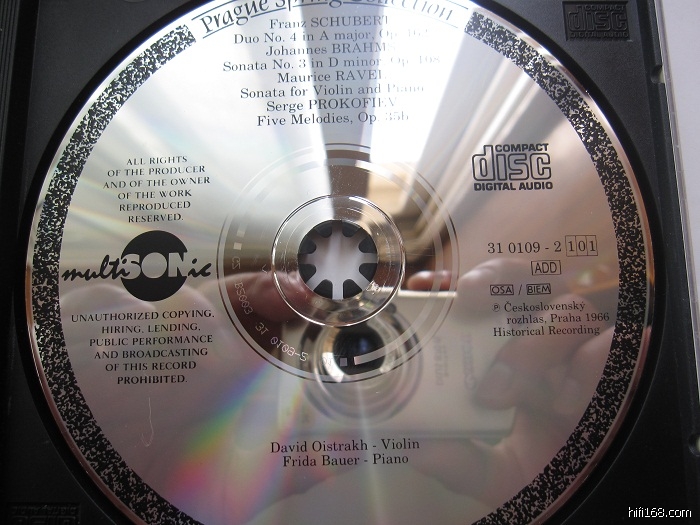 Prague Spring Collection
Franz SCHUBERT
Duo No. 4 in A major, Op. 162
Johannes BRAHMS
Sonata No. 3 in D minor, Op. 108
Maurice RAVEL
Sonata for Violin and Piano
Serge PROKOFIEV
Five Melodies, Op. 35b
ALL RIGHTS
OF THE PRODUCER
AND OF THE OWNER
OF THE WORK
REPRODUCED
RESERVED.
multiSONic
UNAUTHORIZED COPYING,
HIRING, LENDING,
PUBLIC PERFORMANCE
AND BROADCASTING
OF THIS RECORD
PROHIBITED.
COMPACT
disc
DIGITAL AUDIO
31 0109 - 2 101
ADD
OSA / BIEM
℗ Československý
rozhlas, Praha 1966
Historical Recording
David Oistrakh - Violin
Frida Bauer - Piano
hifi168.com